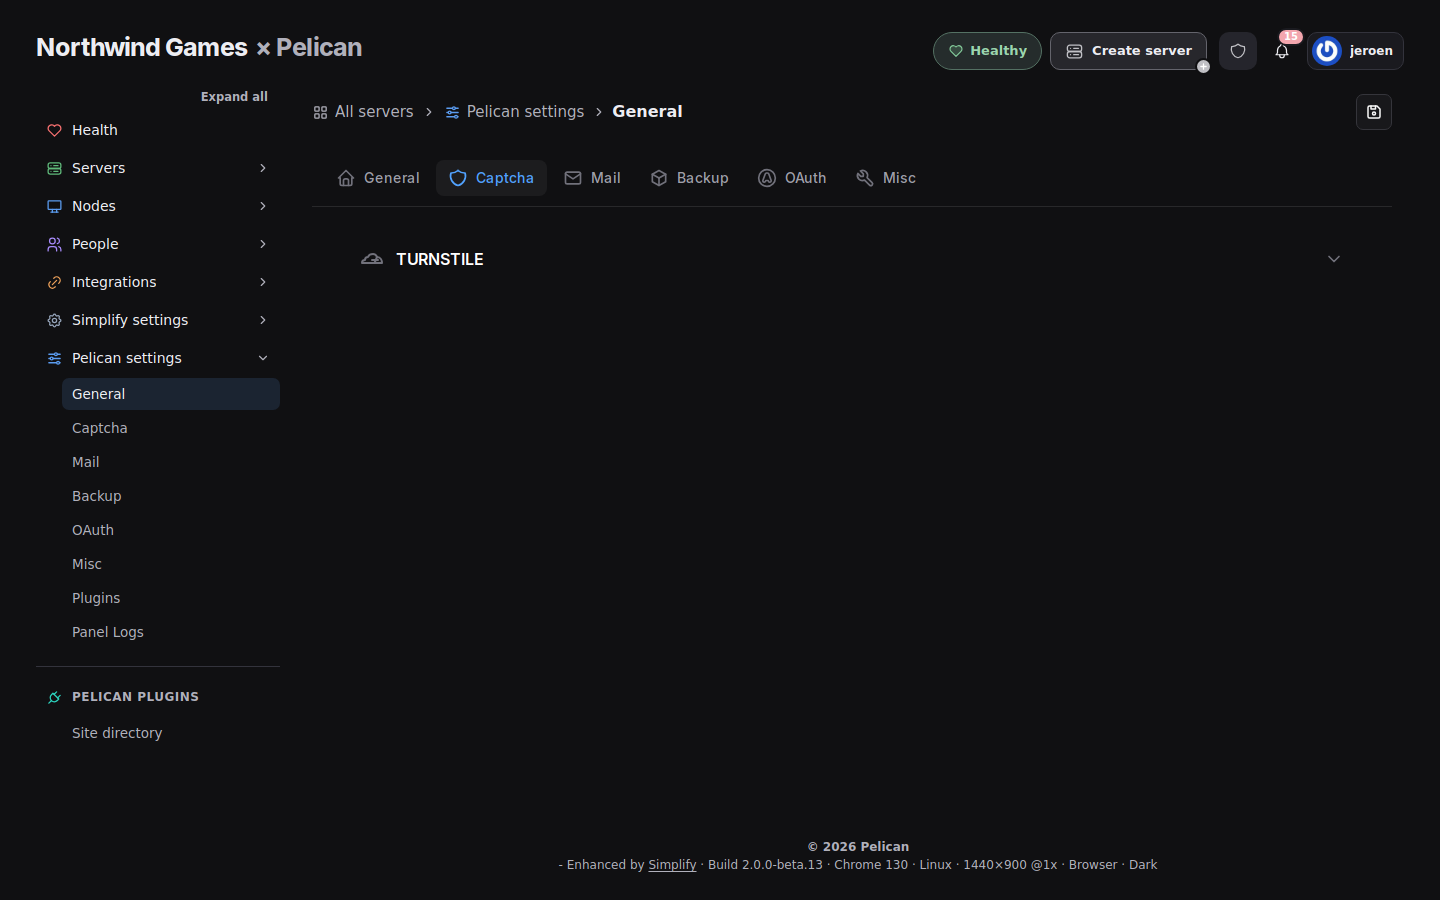 Northwind Games × Pelican
Healthy
Create server
15
jeroen
Expand all
Health
Servers
Nodes
People
Integrations
Simplify settings
Pelican settings
General
Captcha
Mail
Backup
OAuth
Misc
Plugins
Panel Logs
PELICAN PLUGINS
Site directory
All servers > Pelican settings > General
General Captcha Mail Backup OAuth Misc
TURNSTILE
© 2026 Pelican
- Enhanced by Simplify · Build 2.0.0-beta.13 · Chrome 130 · Linux · 1440×900 @1x · Browser · Dark